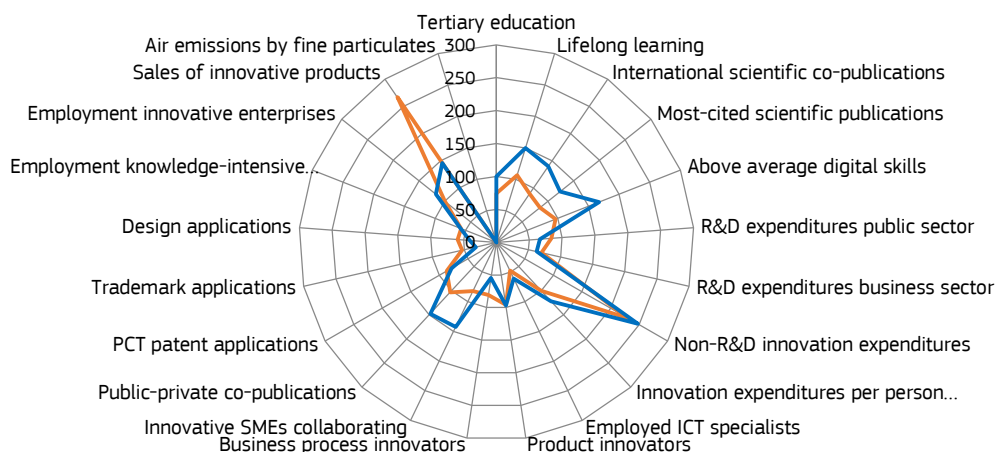 Tertiary education
Lifelong learning
International scientific co-publications
Most-cited scientific publications
Above average digital skills
R&D expenditures public sector
R&D expenditures business sector
Non-R&D innovation expenditures
Innovation expenditures per person...
Employed ICT specialists
Product innovators
Business process innovators
Innovative SMEs collaborating
Public-private co-publications
PCT patent applications
Trademark applications
Design applications
Employment knowledge-intensive...
Employment innovative enterprises
Sales of innovative products
Air emissions by fine particulates
300
250
200
150
100
50
0